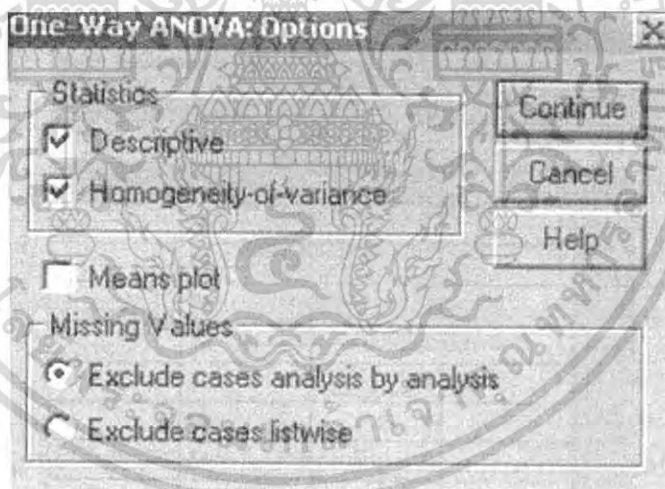 One-Way ANOVA: Options
Statistics
Descriptive
Homogeneity-of-variance
Means plot
Missing Values
Exclude cases analysis by analysis
Exclude cases listwise
Continue
Cancel
Help